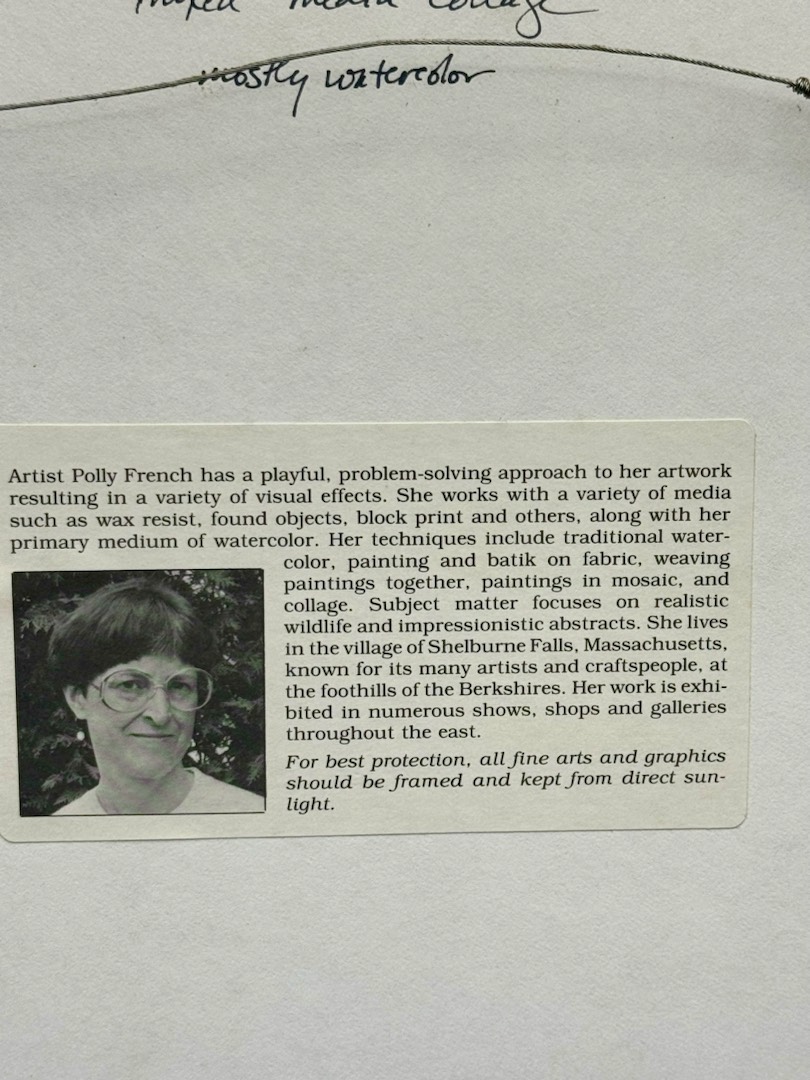 mixed media collage
mostly watercolor
Artist Polly French has a playful, problem-solving approach to her artwork
resulting in a variety of visual effects. She works with a variety of media
such as wax resist, found objects, block print and others, along with her
primary medium of watercolor. Her techniques include traditional water-
color, painting and batik on fabric, weaving
paintings together, paintings in mosaic, and
collage. Subject matter focuses on realistic
wildlife and impressionistic abstracts. She lives
in the village of Shelburne Falls, Massachusetts,
known for its many artists and craftspeople, at
the foothills of the Berkshires. Her work is exhi-
bited in numerous shows, shops and galleries
throughout the east.
For best protection, all fine arts and graphics
should be framed and kept from direct sun-
light.